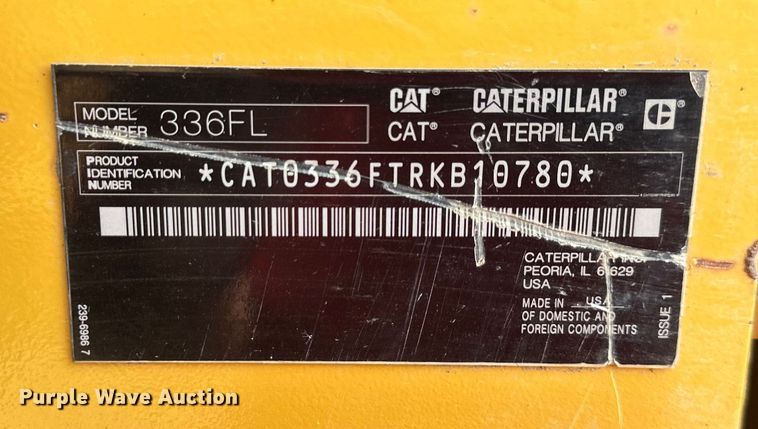 MODEL
NUMBER 336FL
CAT® CATERPILLAR®
CAT® CATERPILLAR®
PRODUCT
IDENTIFICATION
NUMBER
*CAT0336FTRKB10780*
CATERPILLAR INC.
PEORIA, IL 61629
USA
MADE IN USA
OF DOMESTIC AND
FOREIGN COMPONENTS
ISSUE 1
239-6986 7
Purple Wave Auction